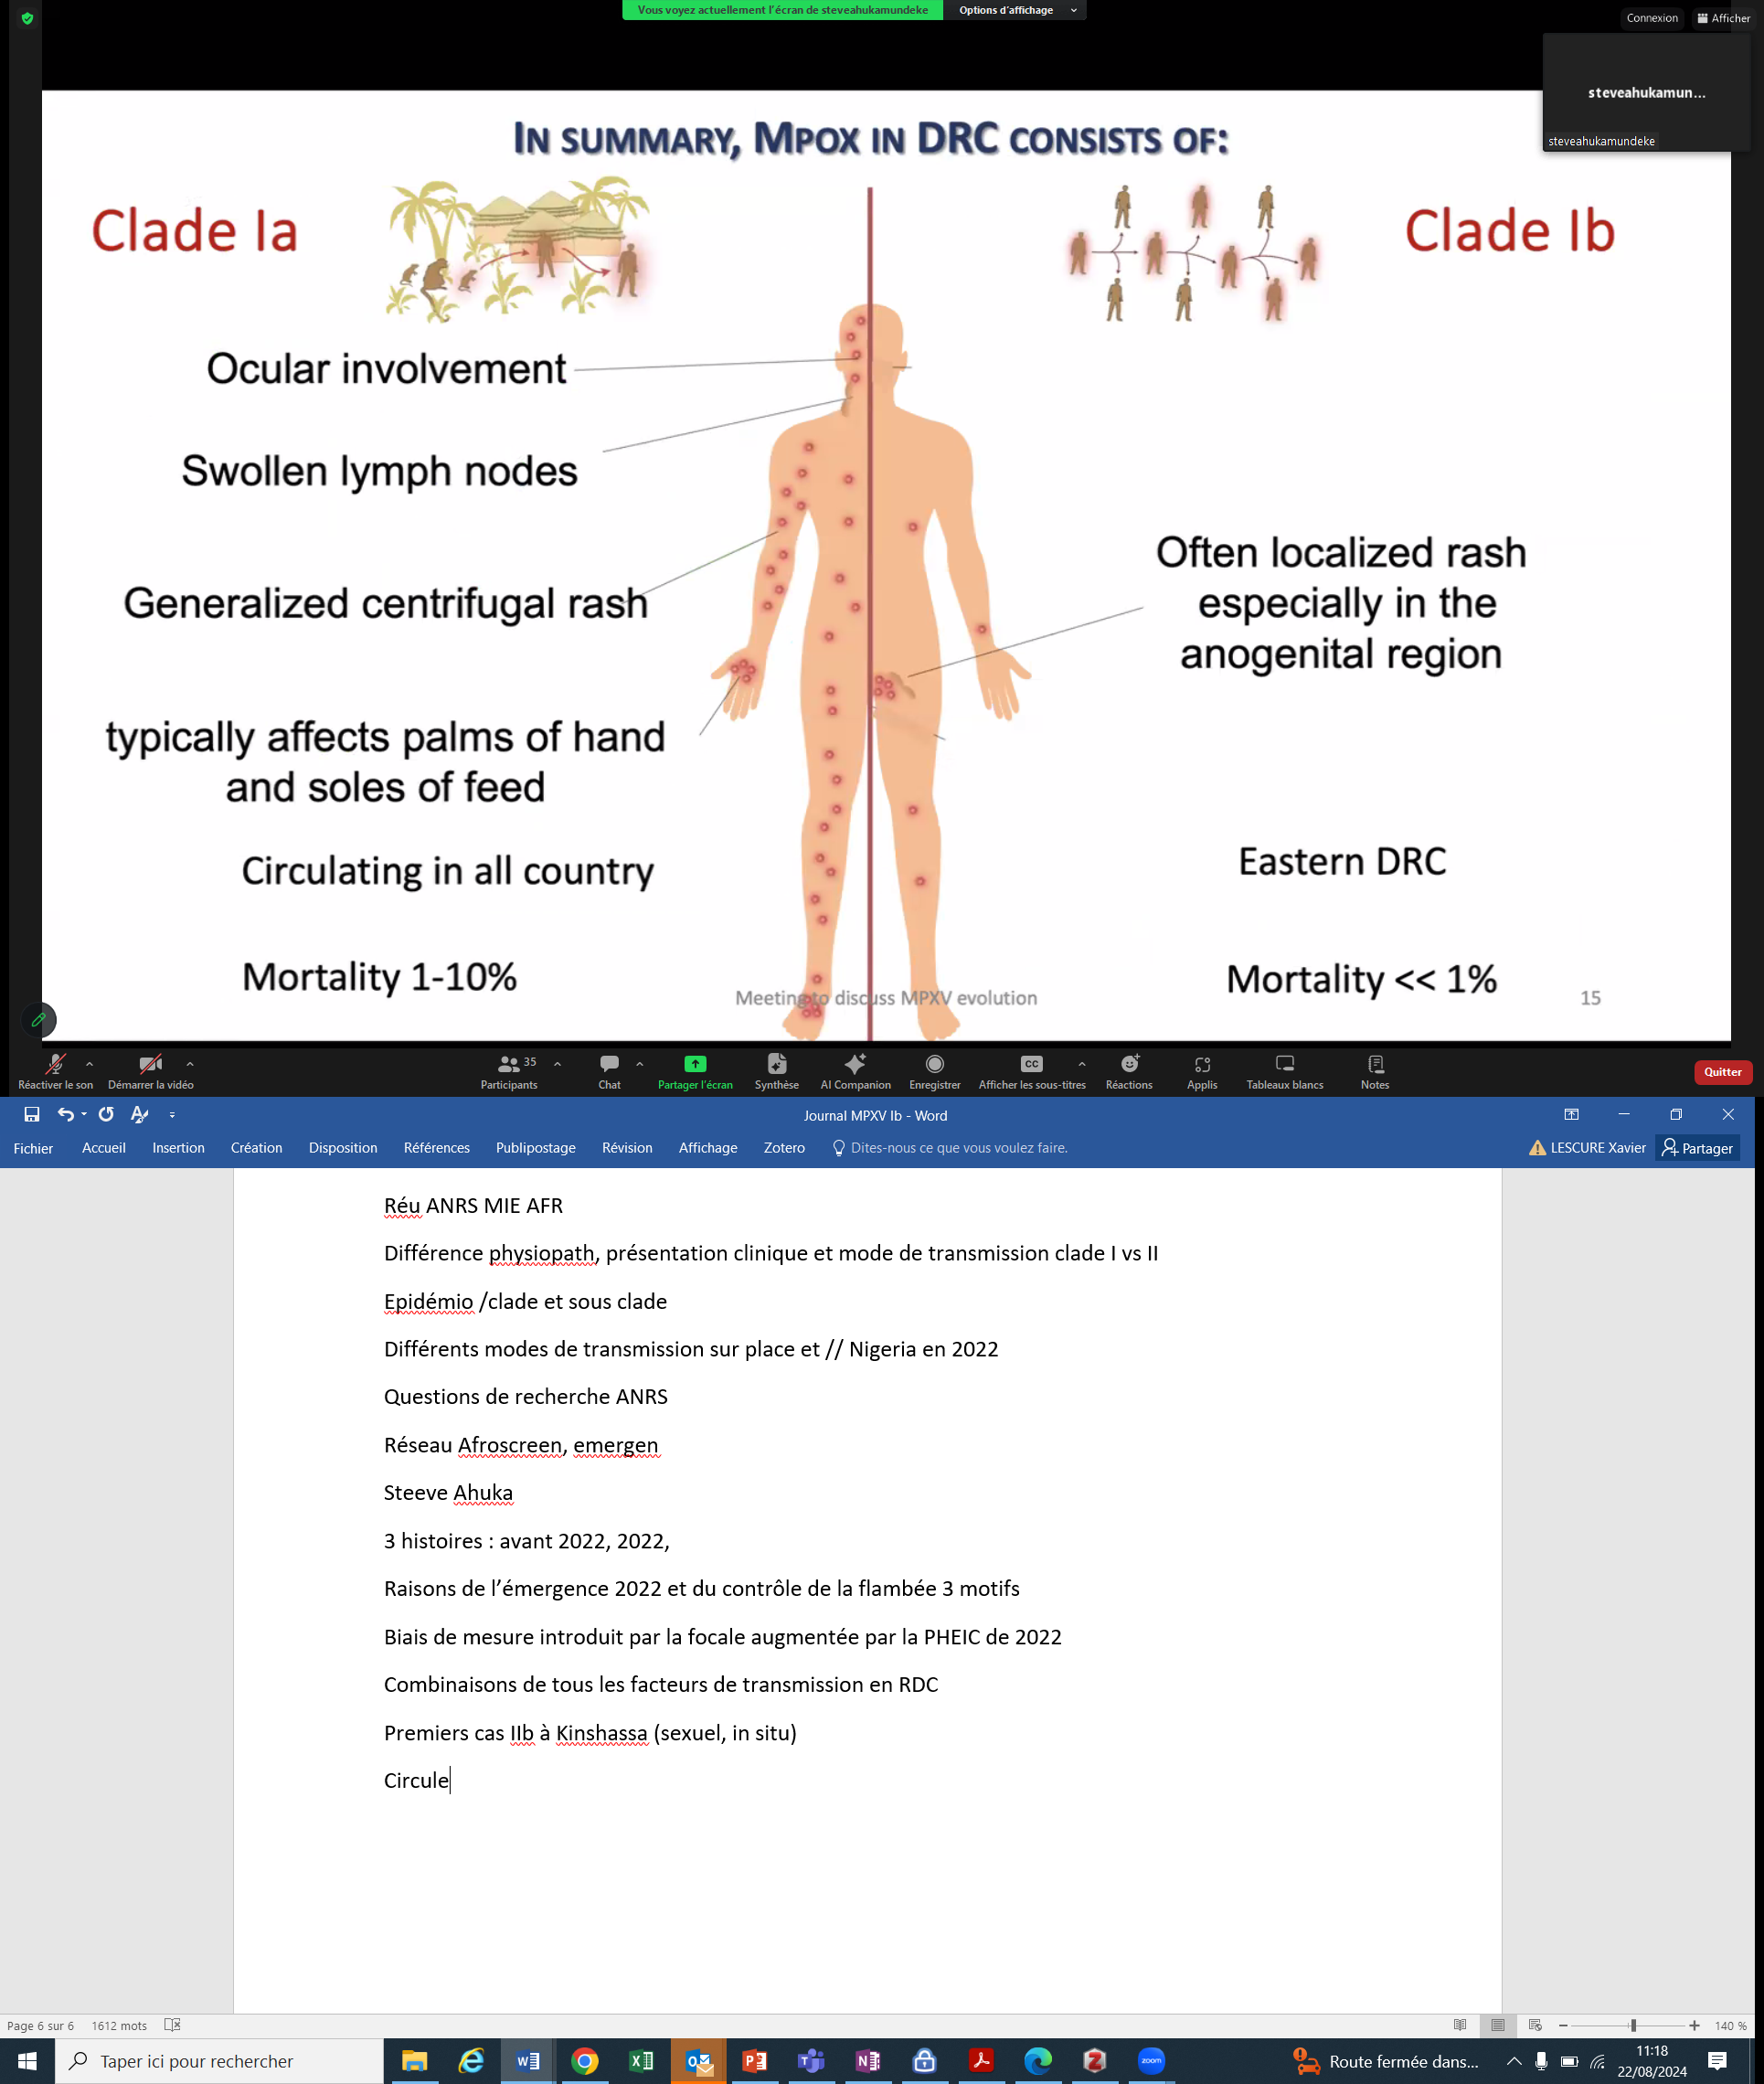 Vous voyez actuellement l'écran de steveahukamundeke
Options d'affichage
Connexion
Afficher
steveahukamun...
steveahukamundeke
IN SUMMARY, MPOX IN DRC CONSISTS OF:
Clade Ia
Clade Ib
Ocular involvement
Swollen lymph nodes
Generalized centrifugal rash
typically affects palms of hand
and soles of feed
Circulating in all country
Mortality 1-10%
Often localized rash
especially in the
anogenital region
Eastern DRC
Mortality << 1%
Meeting to discuss MPXV evolution
15
Réactiver le son
Démarrer la vidéo
35
Participants
Chat
Partager l'écran
Synthèse
AI Companion
Enregistrer
CC
Afficher les sous-titres
Réactions
Applis
Tableaux blancs
Notes
Quitter
Journal MPXV Ib - Word
Fichier
Accueil
Insertion
Création
Disposition
Références
Publipostage
Révision
Affichage
Zotero
Dites-nous ce que vous voulez faire.
LESCURE Xavier
Partager
Réu ANRS MIE AFR
Différence physiopath, présentation clinique et mode de transmission clade I vs II
Epidémio /clade et sous clade
Différents modes de transmission sur place et // Nigeria en 2022
Questions de recherche ANRS
Réseau Afroscreen, emergen
Steeve Ahuka
3 histoires : avant 2022, 2022,
Raisons de l'émergence 2022 et du contrôle de la flambée 3 motifs
Biais de mesure introduit par la focale augmentée par la PHEIC de 2022
Combinaisons de tous les facteurs de transmission en RDC
Premiers cas IIb à Kinshassa (sexuel, in situ)
Circule
Page 6 sur 6
1612 mots
140 %
Taper ici pour rechercher
zoom
Route fermée dans...
11:18
22/08/2024